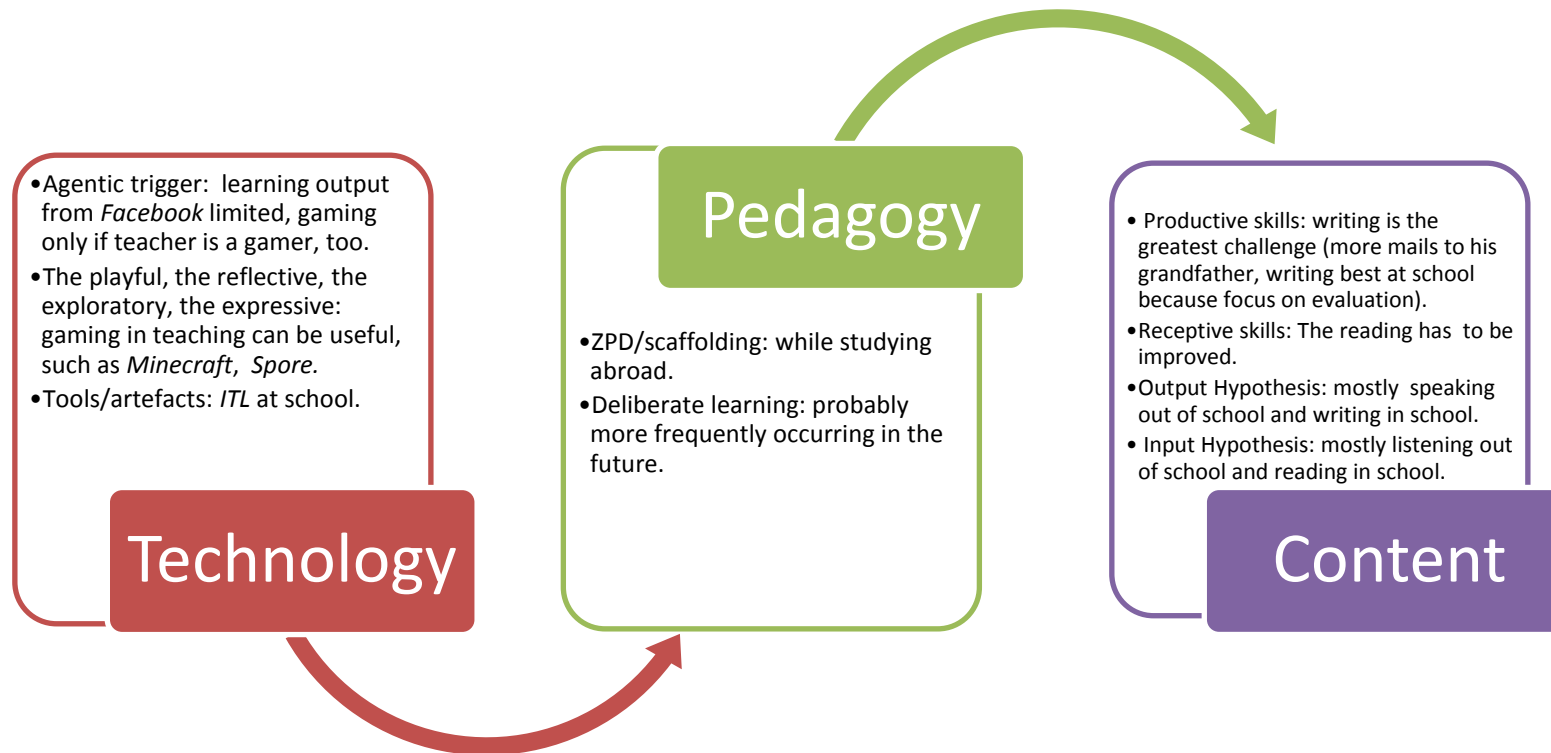 •Agentic trigger: learning output
from Facebook limited, gaming
only if teacher is a gamer, too.
•The playful, the reflective, the
exploratory, the expressive:
gaming in teaching can be useful,
such as Minecraft, Spore.
•Tools/artefacts: ITL at school.
Technology
Pedagogy
•ZPD/scaffolding: while studying
abroad.
•Deliberate learning: probably
more frequently occurring in the
future.
• Productive skills: writing is the
greatest challenge (more mails to his
grandfather, writing best at school
because focus on evaluation).
•Receptive skills: The reading has to be
improved.
•Output Hypothesis: mostly speaking
out of school and writing in school.
• Input Hypothesis: mostly listening out
of school and reading in school.
Content